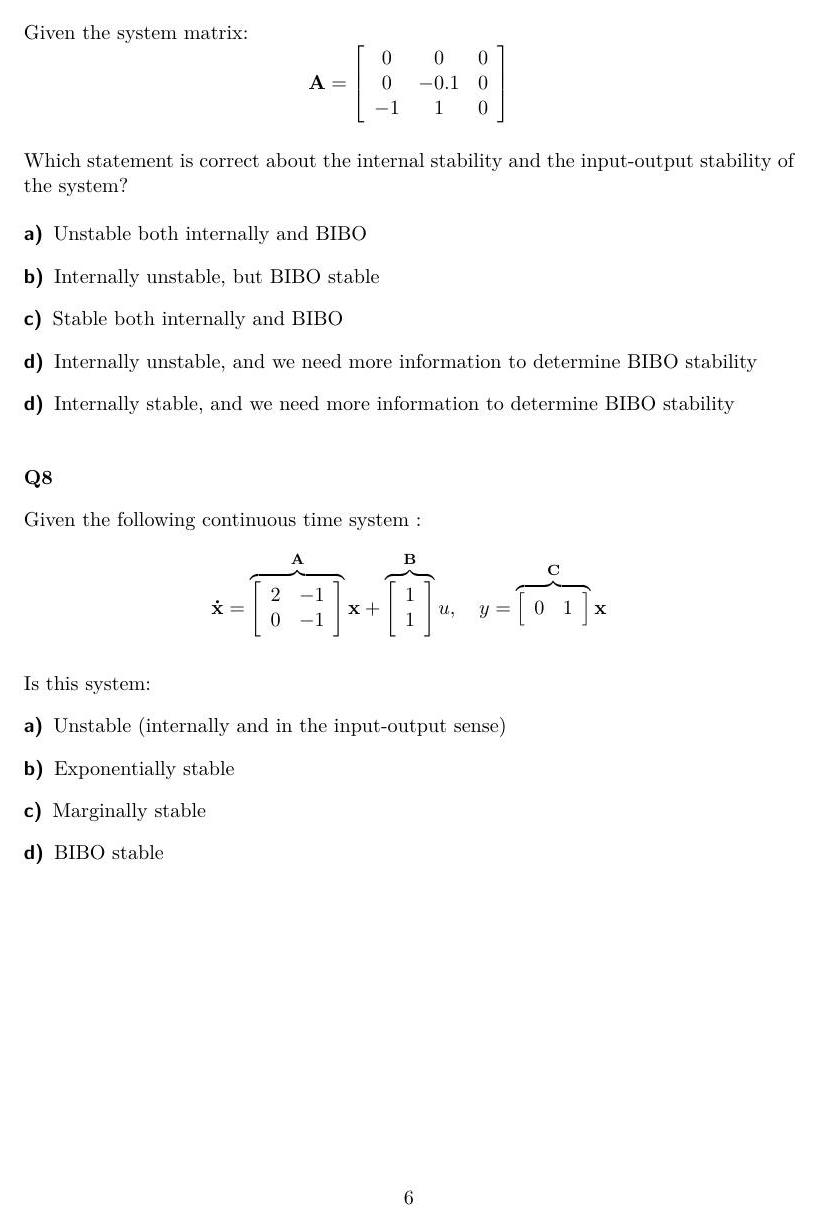 Given the system matrix:
A = [ 0 0 0
0 −0.1 0
−1 1 0 ]
Which statement is correct about the internal stability and the input-output stability of
the system?
a) Unstable both internally and BIBO
b) Internally unstable, but BIBO stable
c) Stable both internally and BIBO
d) Internally unstable, and we need more information to determine BIBO stability
d) Internally stable, and we need more information to determine BIBO stability
Q8
Given the following continuous time system :
A B C
ẋ = [ 2 −1 ; 0 −1 ] x + [ 1 ; 1 ] u, y = [ 0 1 ] x
Is this system:
a) Unstable (internally and in the input-output sense)
b) Exponentially stable
c) Marginally stable
d) BIBO stable
6